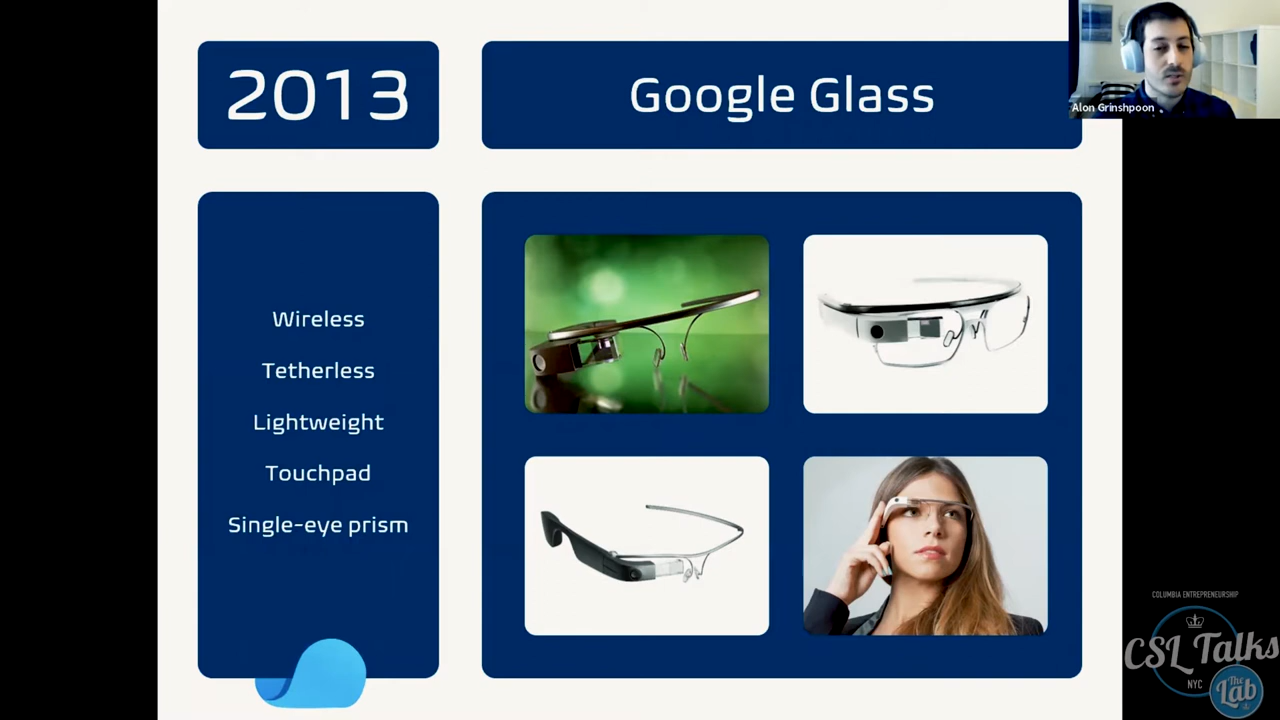 2013
Google Glass
Alon Grinshpoon
Wireless
Tetherless
Lightweight
Touchpad
Single-eye prism
COLUMBIA ENTREPRENEURSHIP
CSL Talks
NYC
The
Lab